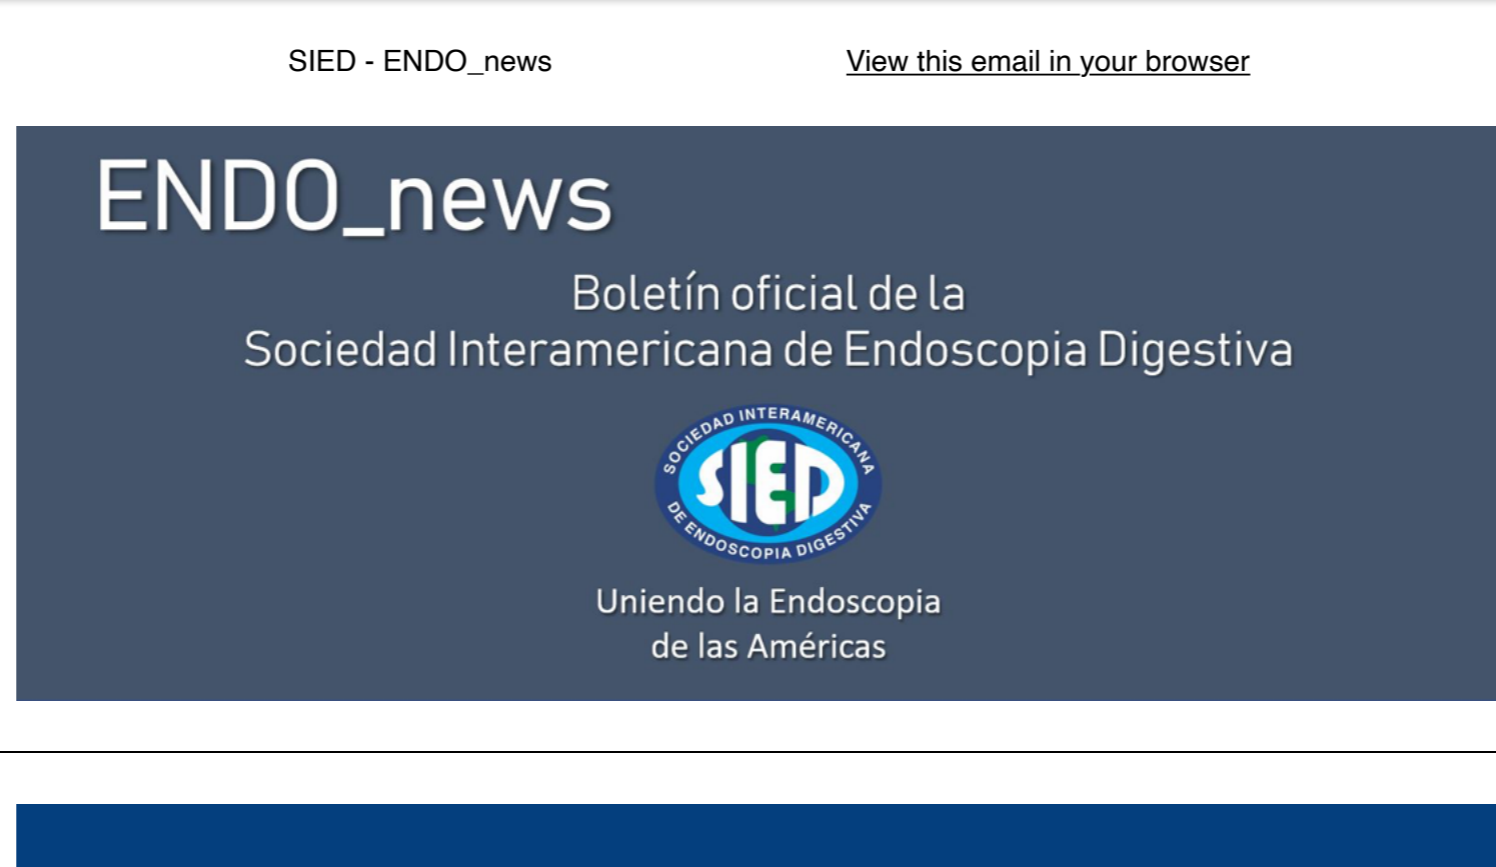 SIED - ENDO_news
View this email in your browser
ENDO_news
Boletín oficial de la
Sociedad Interamericana de Endoscopia Digestiva
SOCIEDAD INTERAMERICANA
SIED
DE ENDOSCOPIA DIGESTIVA
Uniendo la Endoscopia
de las Américas